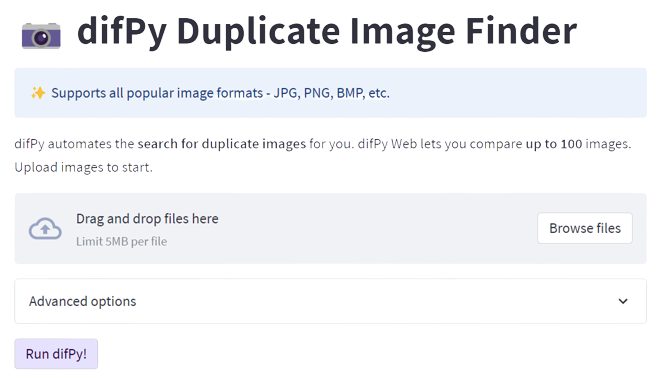 difPy Duplicate Image Finder
✨ Supports all popular image formats - JPG, PNG, BMP, etc.
difPy automates the search for duplicate images for you. difPy Web lets you compare up to 100 images.
Upload images to start.
Drag and drop files here
Limit 5MB per file
Browse files
Advanced options
Run difPy!